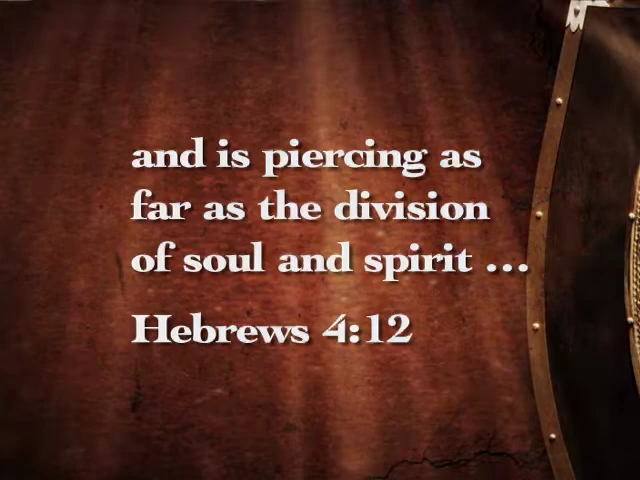 and is piercing as
far as the division
of soul and spirit ...
Hebrews 4:12